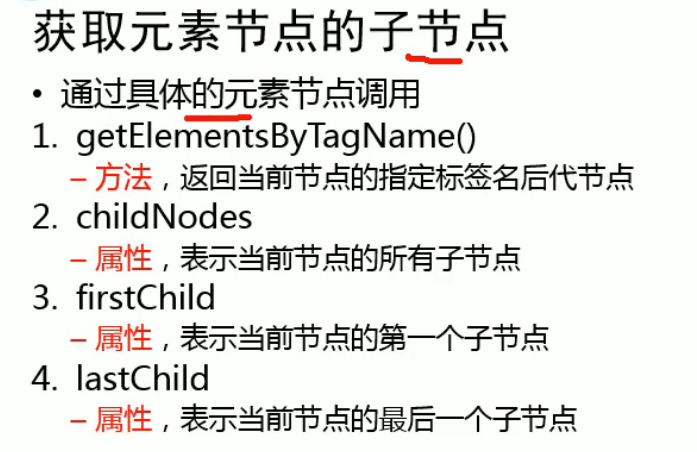 获取元素节点的子节点
• 通过具体的元素节点调用
1. getElementsByTagName()
– 方法，返回当前节点的指定标签名后代节点
2. childNodes
– 属性，表示当前节点的所有子节点
3. firstChild
– 属性，表示当前节点的第一个子节点
4. lastChild
– 属性，表示当前节点的最后一个子节点